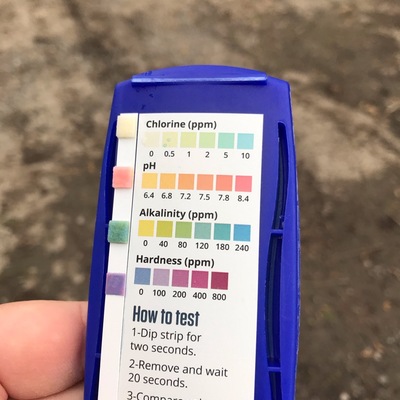 Chlorine (ppm)
0 0.5 1 2 5 10
pH
6.4 6.8 7.2 7.5 7.8 8.4
Alkalinity (ppm)
0 40 80 120 180 240
Hardness (ppm)
0 100 200 400 800
How to test
1-Dip strip for
two seconds.
2-Remove and wait
20 seconds.